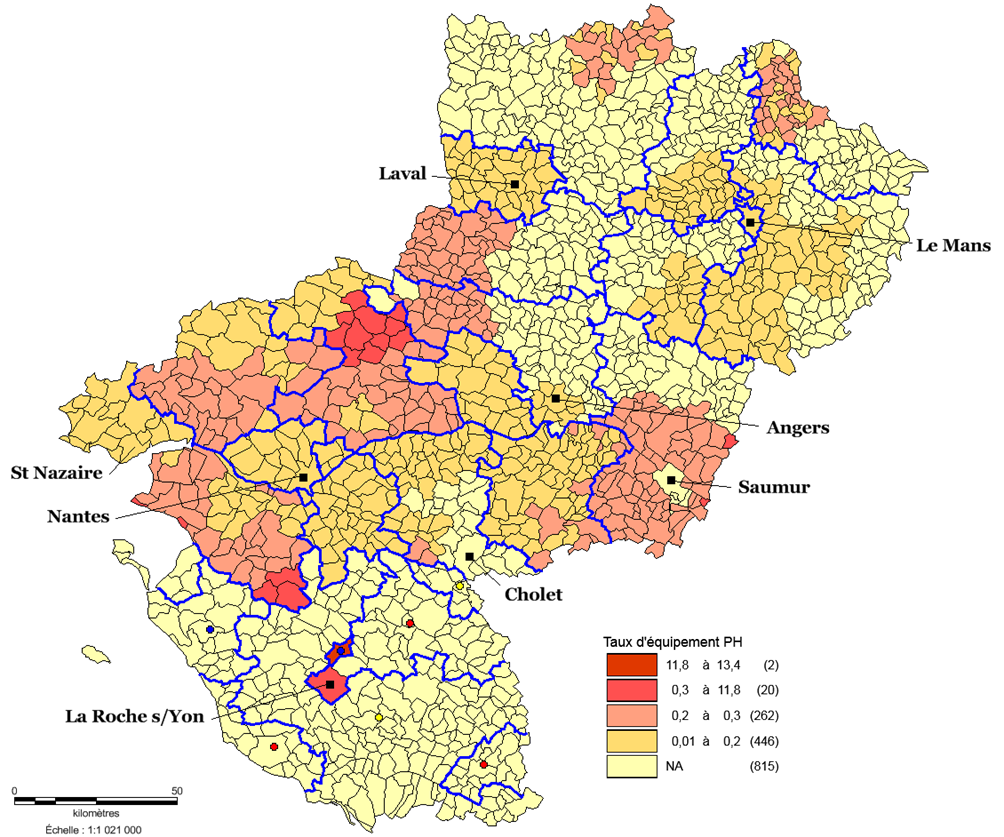 Laval
Le Mans
Angers
St Nazaire
Saumur
Nantes
Cholet
La Roche s/Yon
Taux d'équipement PH
11,8 à 13,4 (2)
0,3 à 11,8 (20)
0,2 à 0,3 (262)
0,01 à 0,2 (446)
NA (815)
0 50
kilomètres
Échelle : 1:1 021 000